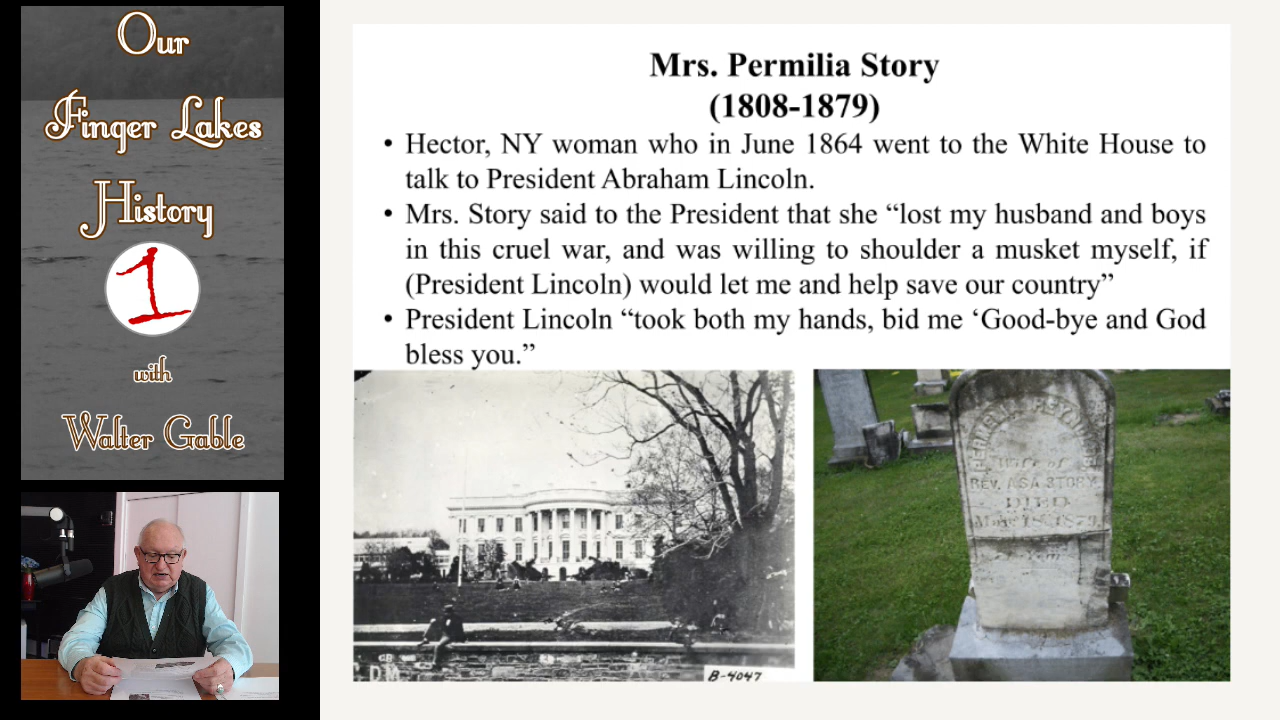 Our
Finger Lakes
History
1
with
Walter Gable
Mrs. Permilia Story
(1808-1879)
• Hector, NY woman who in June 1864 went to the White House to
talk to President Abraham Lincoln.
• Mrs. Story said to the President that she “lost my husband and boys
in this cruel war, and was willing to shoulder a musket myself, if
(President Lincoln) would let me and help save our country”
• President Lincoln “took both my hands, bid me ‘Good-bye and God
bless you.”
B-4047
Wife of
REV. ASA STORY
DIED